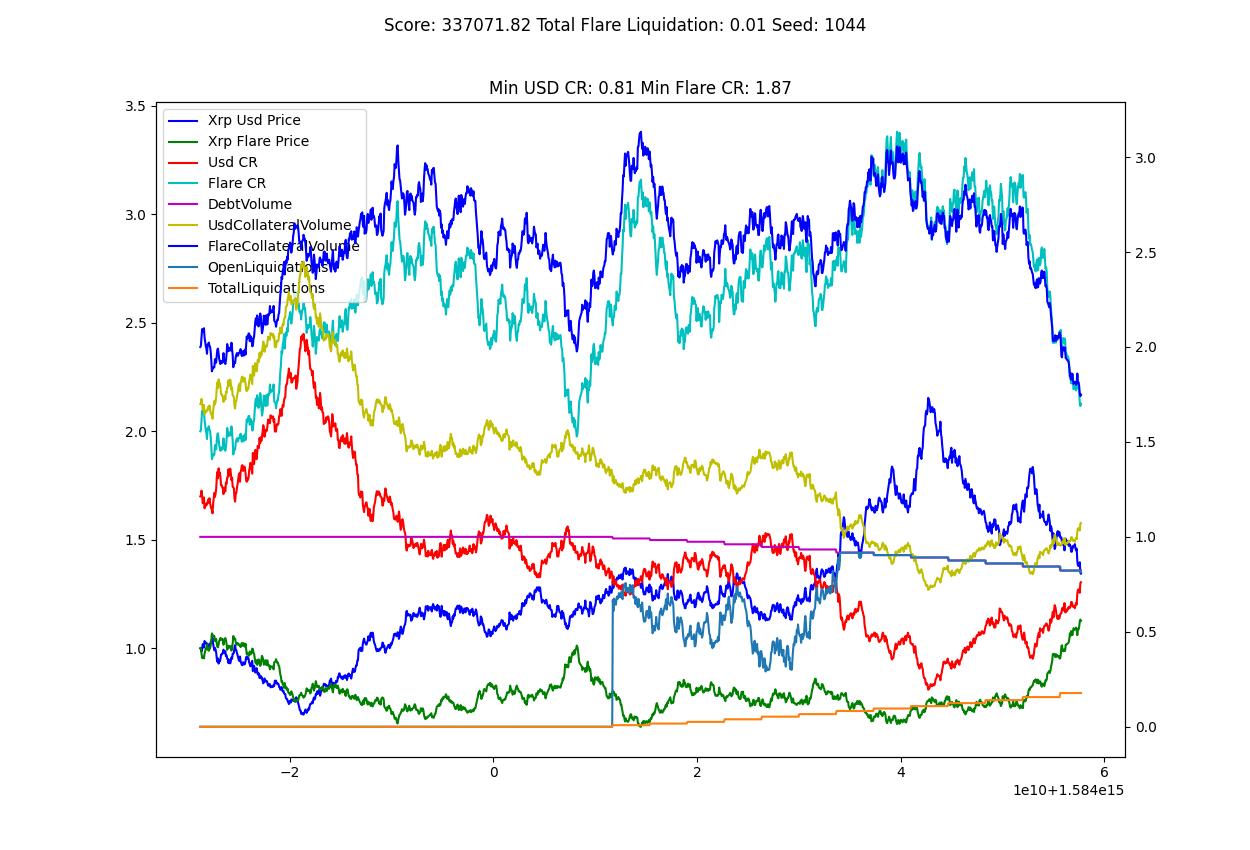 Score: 337071.82 Total Flare Liquidation: 0.01 Seed: 1044
Min USD CR: 0.81 Min Flare CR: 1.87
Xrp Usd Price
Xrp Flare Price
Usd CR
Flare CR
DebtVolume
UsdCollateralVolume
FlareCollateralVolume
OpenLiquidations
TotalLiquidations
3.5
3.0
2.5
2.0
1.5
1.0
3.0
2.5
2.0
1.5
1.0
0.5
0.0
−2
0
2
4
6
1e10+1.584e15